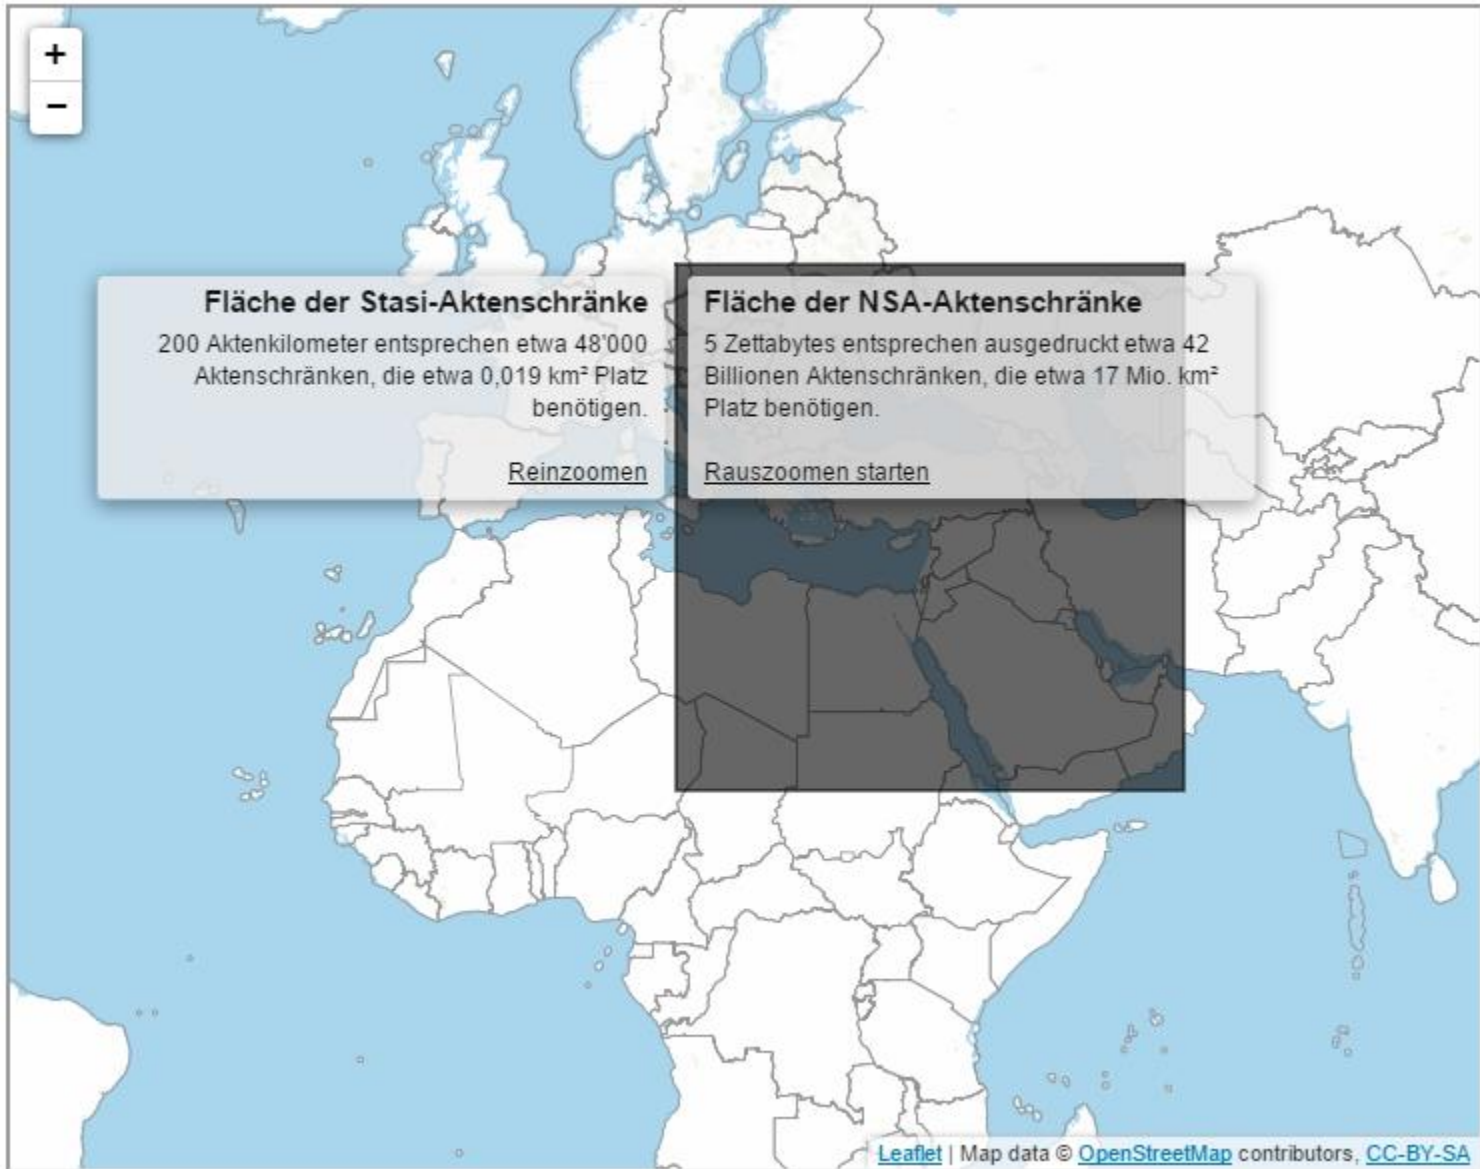 +
−
Fläche der Stasi-Aktenschränke
200 Aktenkilometer entsprechen etwa 48'000
Aktenschränken, die etwa 0,019 km² Platz
benötigen.
Reinzoomen
Fläche der NSA-Aktenschränke
5 Zettabytes entsprechen ausgedruckt etwa 42
Billionen Aktenschränken, die etwa 17 Mio. km²
Platz benötigen.
Rauszoomen starten
Leaflet | Map data © OpenStreetMap contributors, CC-BY-SA